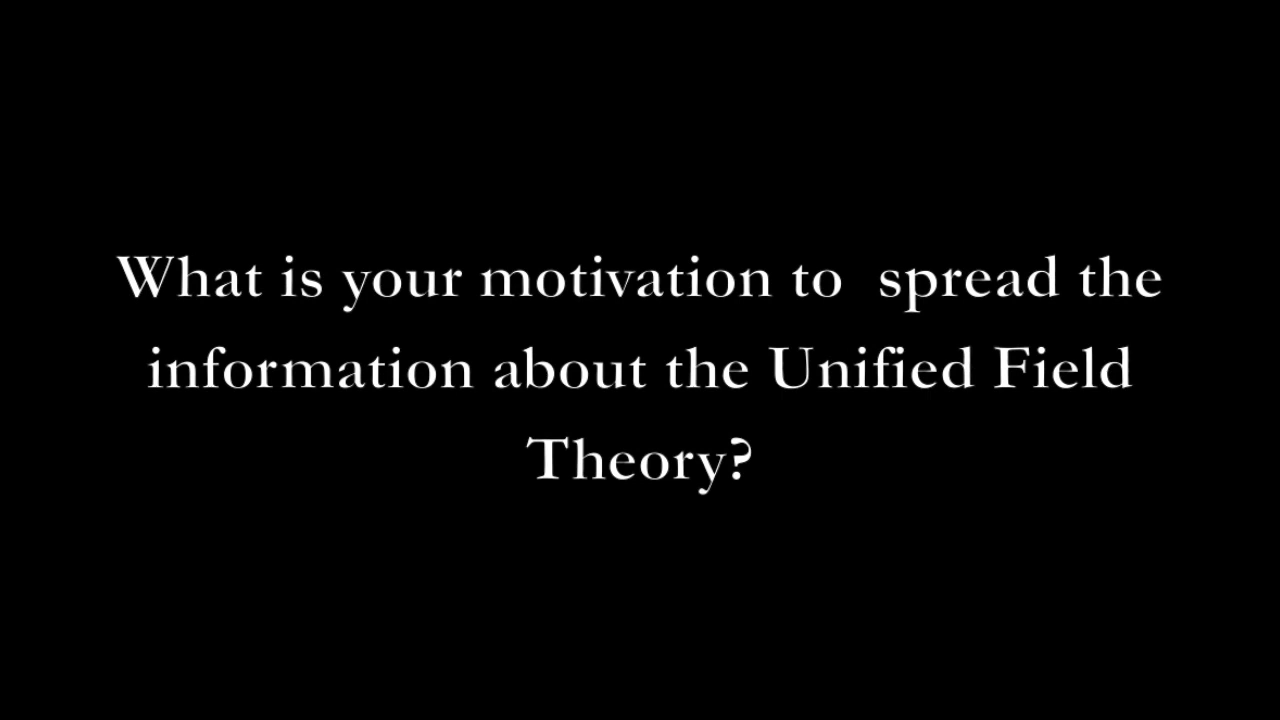 What is your motivation to  spread the
information about the Unified Field
Theory?